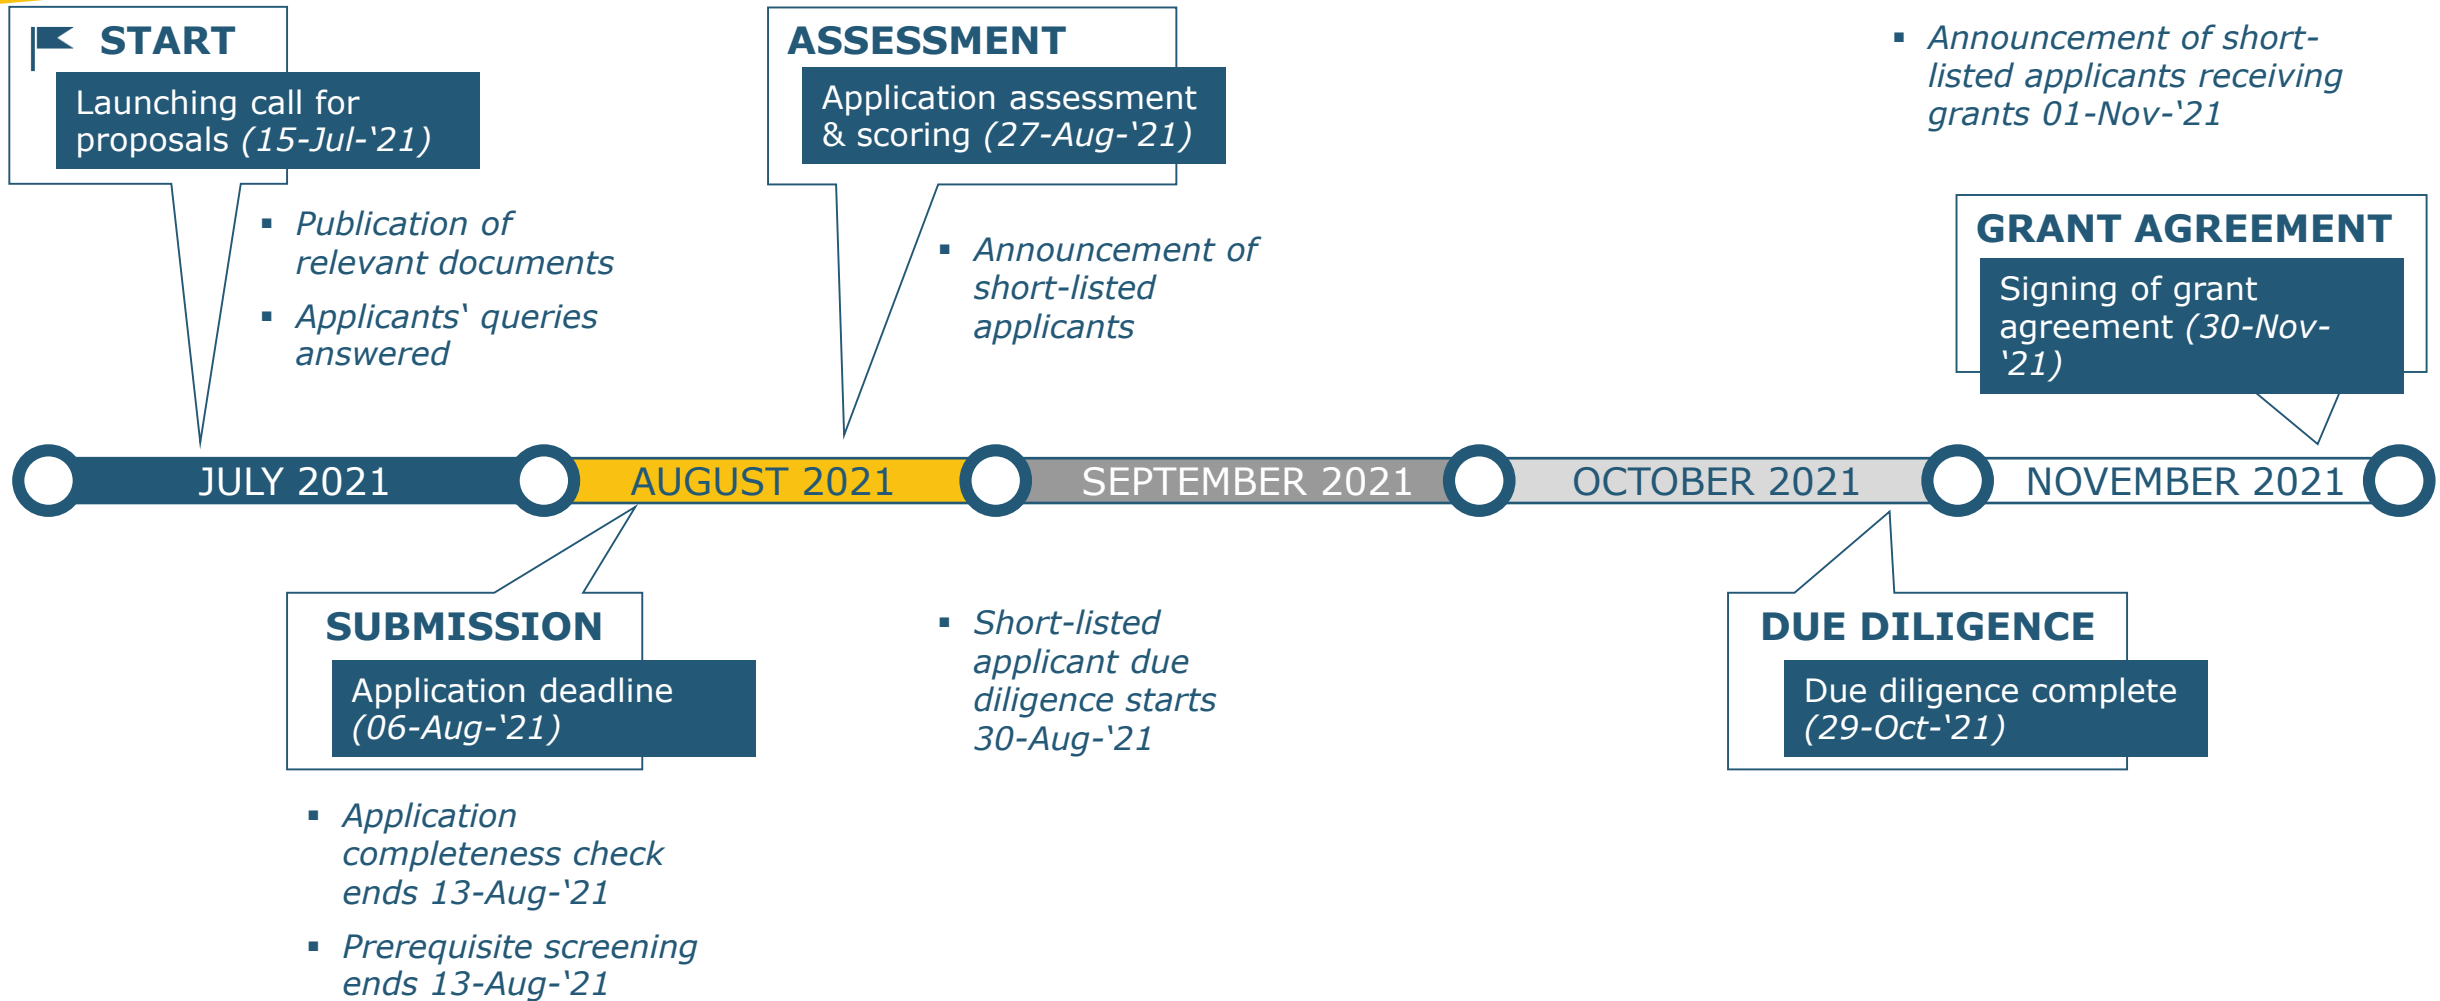 START
Launching call for
proposals (15-Jul-‘21)
▪ Publication of
relevant documents
▪ Applicants‘ queries
answered
ASSESSMENT
Application assessment
& scoring (27-Aug-‘21)
▪ Announcement of
short-listed
applicants
▪ Announcement of short-
listed applicants receiving
grants 01-Nov-‘21
GRANT AGREEMENT
Signing of grant
agreement (30-Nov-
‘21)
JULY 2021
AUGUST 2021
SEPTEMBER 2021
OCTOBER 2021
NOVEMBER 2021
SUBMISSION
Application deadline
(06-Aug-‘21)
▪ Application
completeness check
ends 13-Aug-‘21
▪ Prerequisite screening
ends 13-Aug-‘21
▪ Short-listed
applicant due
diligence starts
30-Aug-‘21
DUE DILIGENCE
Due diligence complete
(29-Oct-‘21)